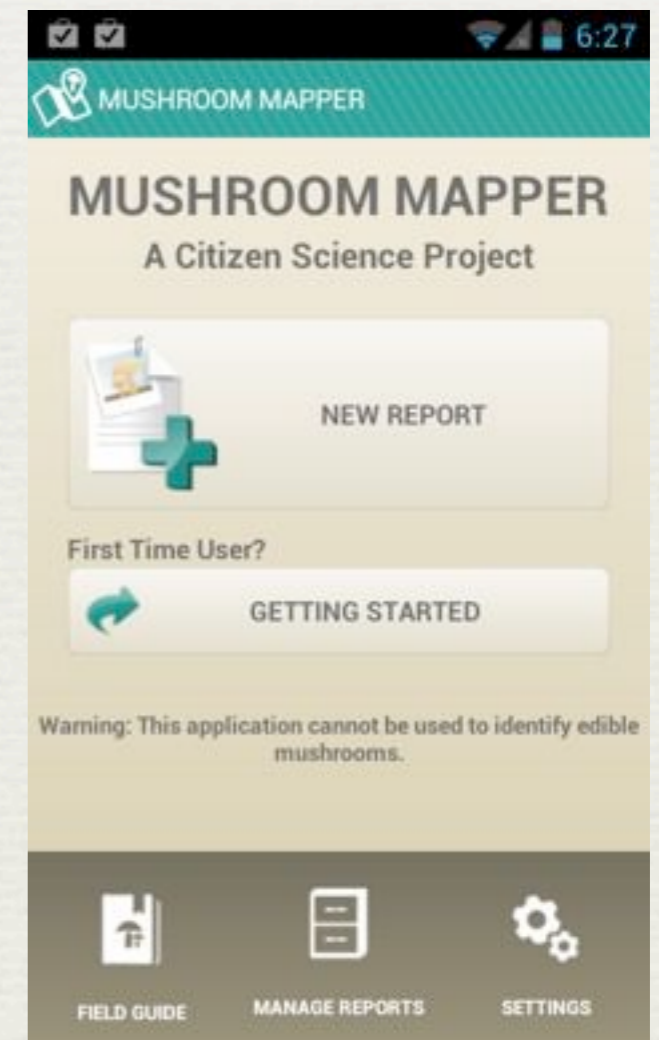 6:27
MUSHROOM MAPPER
MUSHROOM MAPPER
A Citizen Science Project
NEW REPORT
First Time User?
GETTING STARTED
Warning: This application cannot be used to identify edible
mushrooms.
FIELD GUIDE
MANAGE REPORTS
SETTINGS